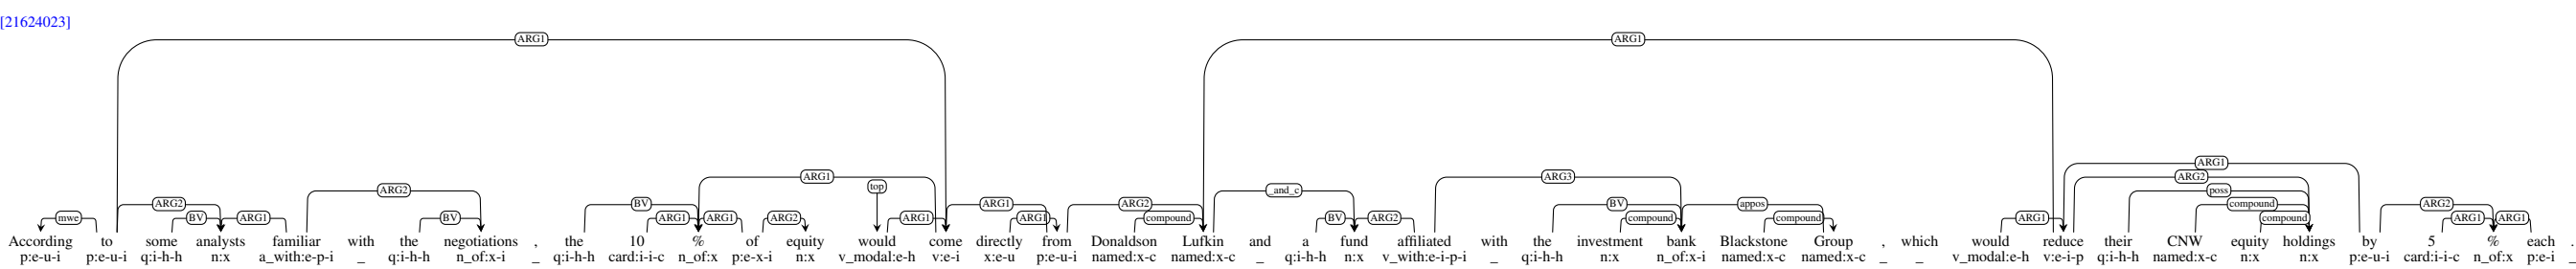 [21624023]
ARG1 ARG1
ARG1
ARG1 ARG2
top
ARG2 _and_c ARG3 poss
ARG2 BV ARG2 BV appos compound ARG2
mwe BV ARG1 BV ARG1 ARG1 ARG2 ARG1 ARG1 ARG1 compound BV ARG2 compound compound ARG1 compound ARG1 ARG1
According to some analysts familiar with the negotiations , the 10 % of equity would come directly from Donaldson Lufkin and a fund affiliated with the investment bank Blackstone Group , which would reduce their CNW equity holdings by 5 % each .
p:e-u-i p:e-u-i q:i-h-h n:x a_with:e-p-i _ q:i-h-h n_of:x-i _ q:i-h-h card:i-i-c n_of:x p:e-x-i n:x v_modal:e-h v:e-i x:e-u p:e-u-i named:x-c named:x-c _ q:i-h-h n:x v_with:e-i-p-i _ q:i-h-h n:x n_of:x-i named:x-c named:x-c _ _ v_modal:e-h v:e-i-p q:i-h-h named:x-c n:x n:x p:e-u-i card:i-i-c n_of:x p:e-i _